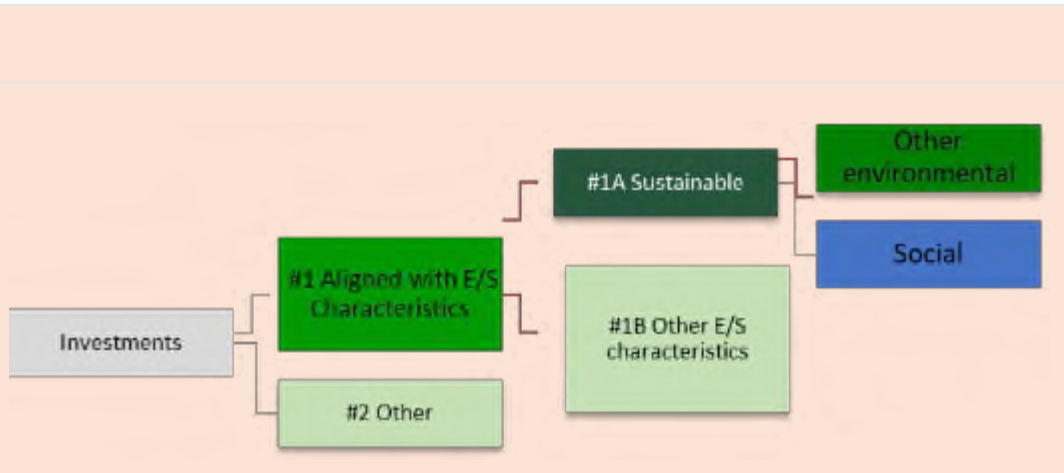 Investments
#1 Aligned with E/S
Characteristics
#2 Other
#1A Sustainable
#1B Other E/S
characteristics
Other
environmental
Social